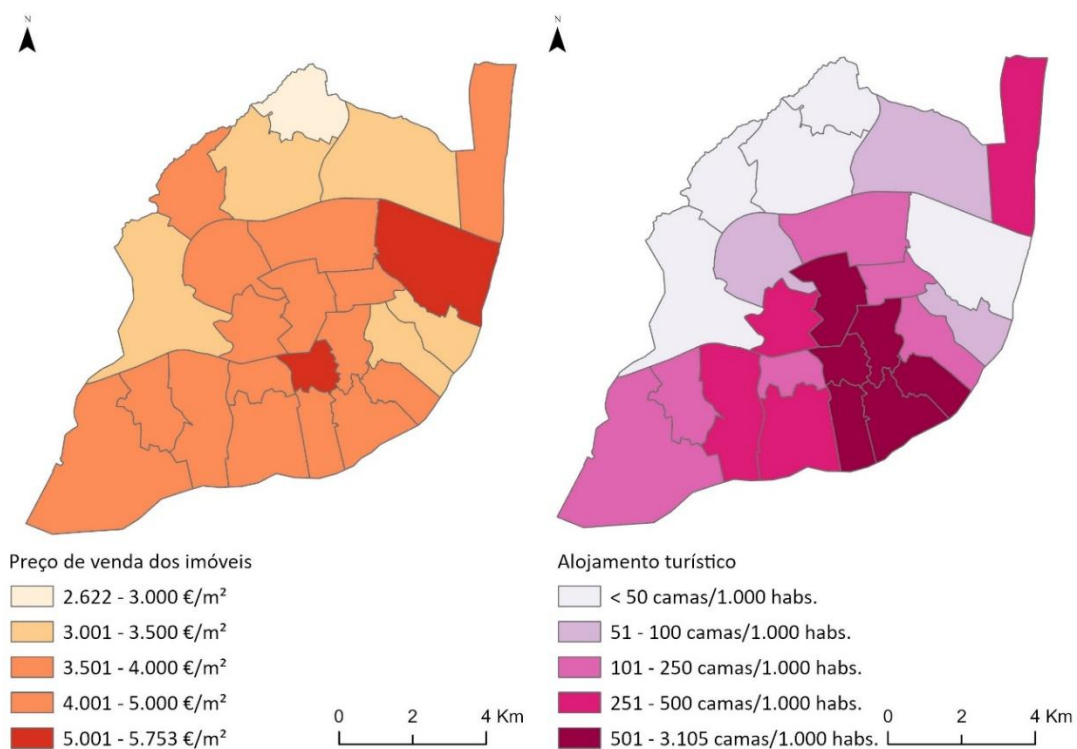 N
Preço de venda dos imóveis
2.622 - 3.000 €/m²
3.001 - 3.500 €/m²
3.501 - 4.000 €/m²
4.001 - 5.000 €/m²
5.001 - 5.753 €/m²
0 2 4 Km
N
Alojamento turístico
< 50 camas/1.000 habs.
51 - 100 camas/1.000 habs.
101 - 250 camas/1.000 habs.
251 - 500 camas/1.000 habs.
501 - 3.105 camas/1.000 habs.
0 2 4 Km